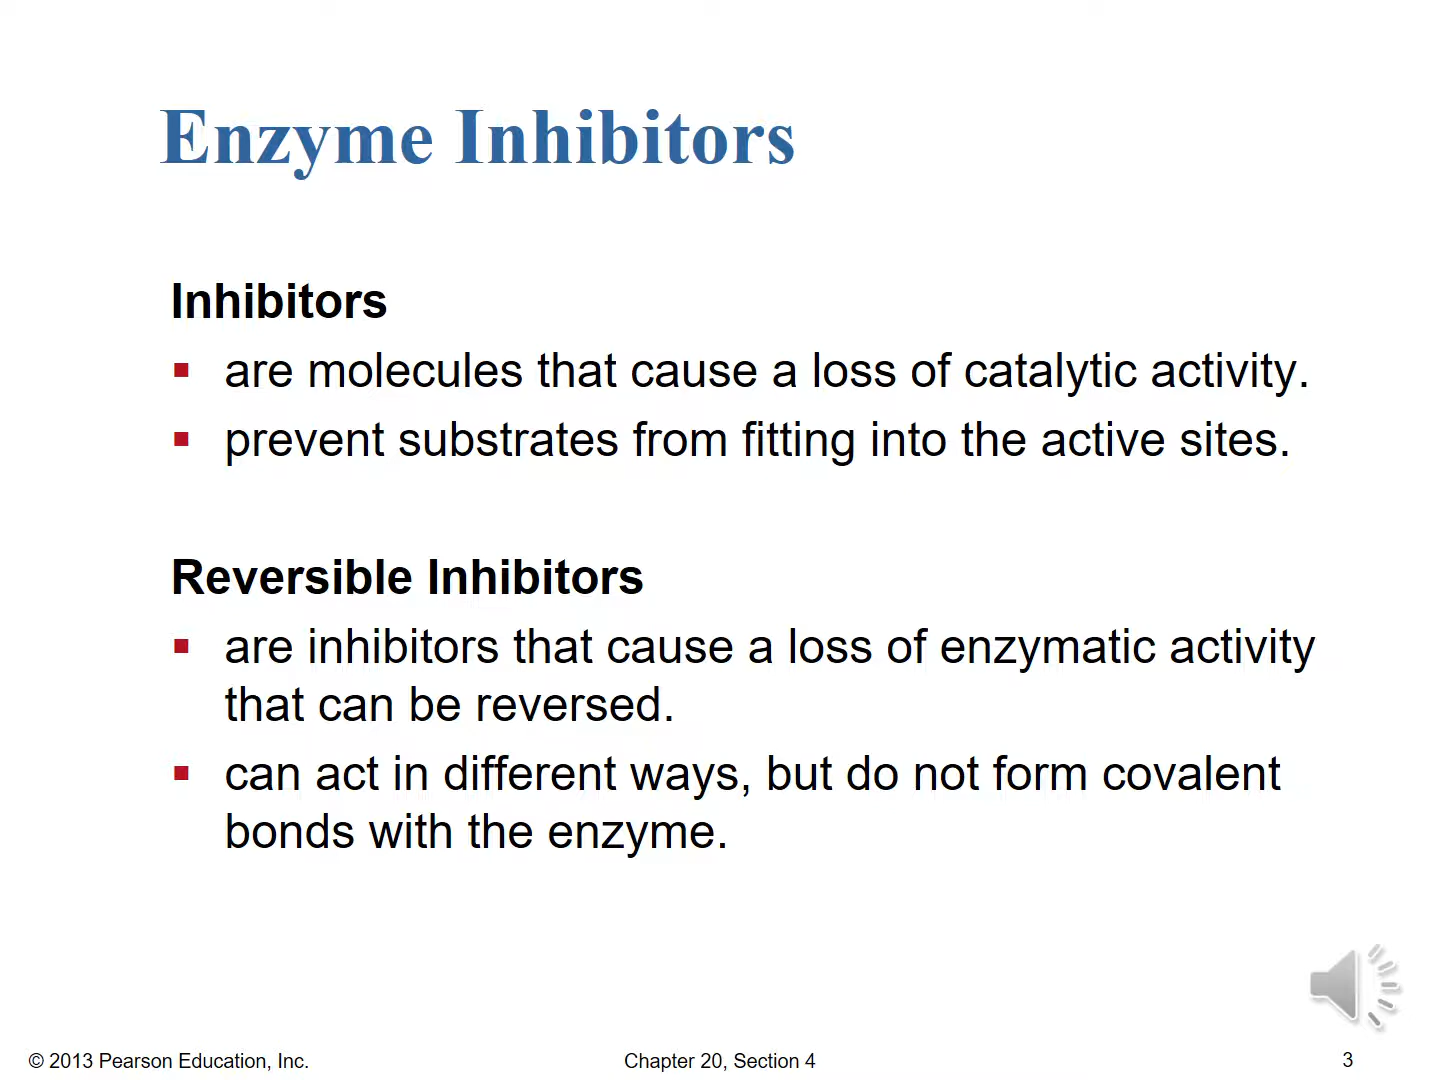 Enzyme Inhibitors
Inhibitors
▪ are molecules that cause a loss of catalytic activity.
▪ prevent substrates from fitting into the active sites.
Reversible Inhibitors
▪ are inhibitors that cause a loss of enzymatic activity
that can be reversed.
▪ can act in different ways, but do not form covalent
bonds with the enzyme.
© 2013 Pearson Education, Inc.
Chapter 20, Section 4
3